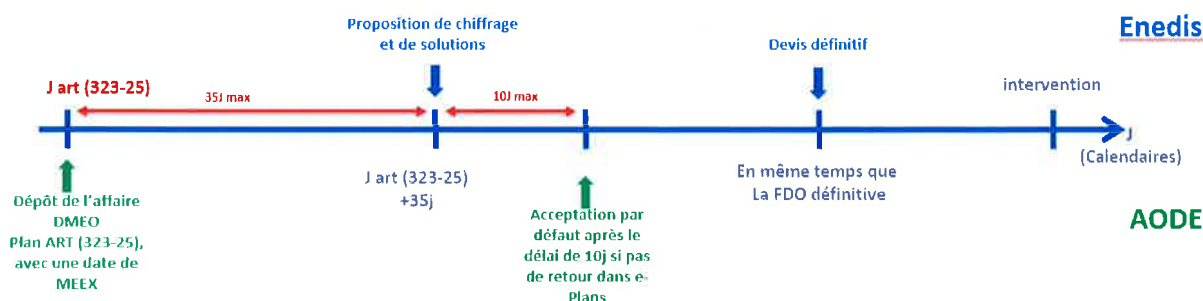 Proposition de chiffrage
et de solutions
Enedis
Devis définitif
J art (323-25)
35J max
10J max
intervention
J
(Calendaires)
J art (323-25)
+35j
En même temps que
La FDO définitive
Dépôt de l'affaire
DMEO
Plan ART (323-25),
avec une date de
MEEX
Acceptation par
défaut après le
délai de 10j si pas
de retour dans e-
Plans
AODE